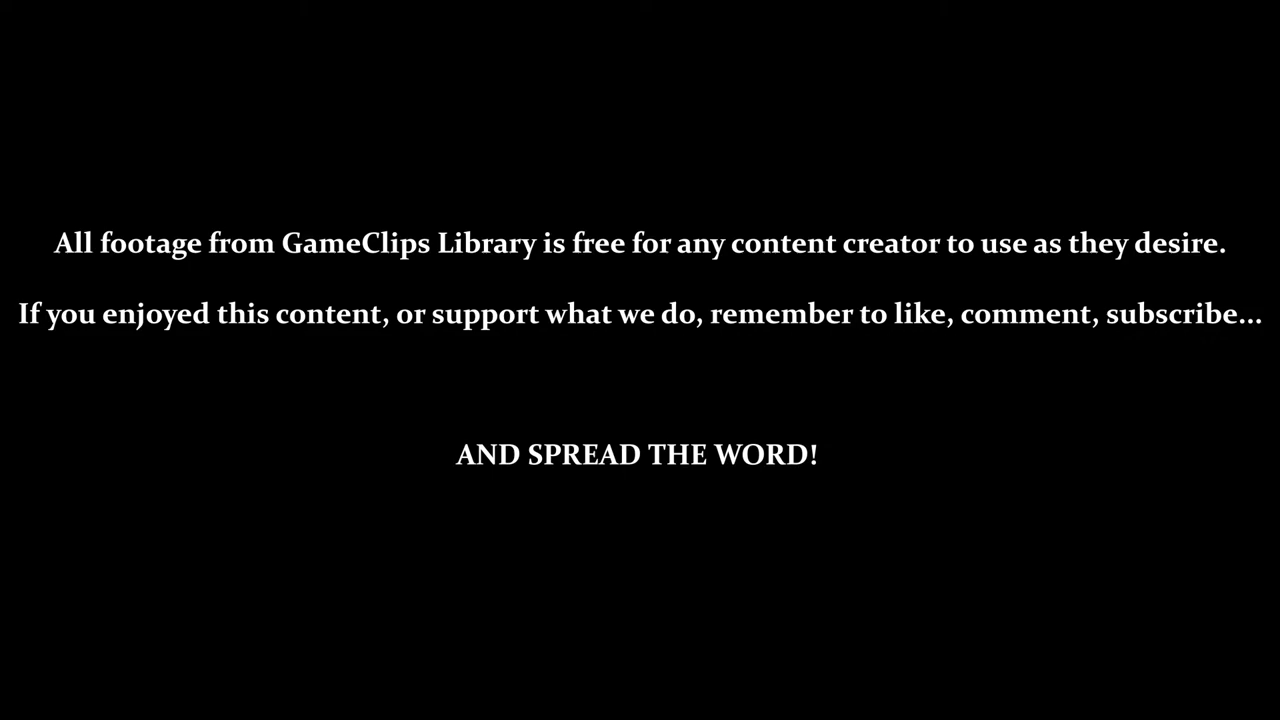 All footage from GameClips Library is free for any content creator to use as they desire.
If you enjoyed this content, or support what we do, remember to like, comment, subscribe...
AND SPREAD THE WORD!